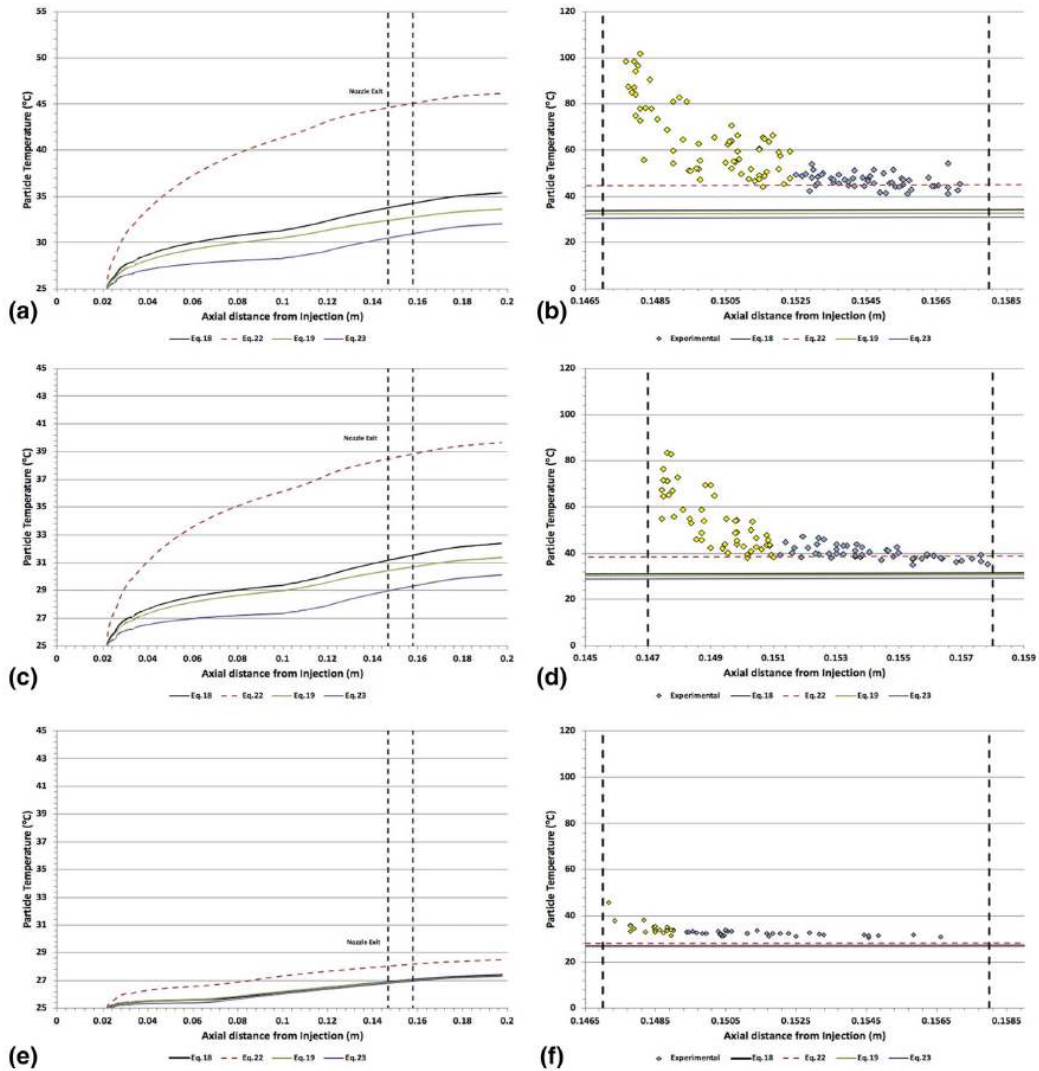 55
50
45
40
35
30
25
Particle Temperature (°C)
Nozzle Exit
0 0.02 0.04 0.06 0.08 0.1 0.12 0.14 0.16 0.18 0.2
Axial distance from Injection (m)
(a)
Eq.18 Eq.22 Eq.19 Eq.23
120
100
80
60
40
20
0
Particle Temperature (°C)
0.1465 0.1485 0.1505 0.1525 0.1545 0.1565 0.1585
Axial distance from Injection (m)
(b)
Experimental Eq.18 Eq.22 Eq.19 Eq.23
45
43
41
39
37
35
33
31
29
27
25
Particle Temperature (°C)
Nozzle Exit
0 0.02 0.04 0.06 0.08 0.1 0.12 0.14 0.16 0.18 0.2
Axial distance from Injection (m)
(c)
Eq.18 Eq.22 Eq.19 Eq.23
120
100
80
60
40
20
0
Particle Temperature (°C)
0.145 0.147 0.149 0.151 0.153 0.155 0.157 0.159
Axial distance from Injection (m)
(d)
Experimental Eq.18 Eq.22 Eq.19 Eq.23
45
43
41
39
37
35
33
31
29
27
25
Particle Temperature (°C)
Nozzle Exit
0 0.02 0.04 0.06 0.08 0.1 0.12 0.14 0.16 0.18 0.2
Axial distance from Injection (m)
(e)
Eq.18 Eq.22 Eq.19 Eq.23
120
100
80
60
40
20
0
Particle Temperature (°C)
0.1465 0.1485 0.1505 0.1525 0.1545 0.1565 0.1585
Axial distance from Injection (m)
(f)
Experimental Eq.18 Eq.22 Eq.19 Eq.23